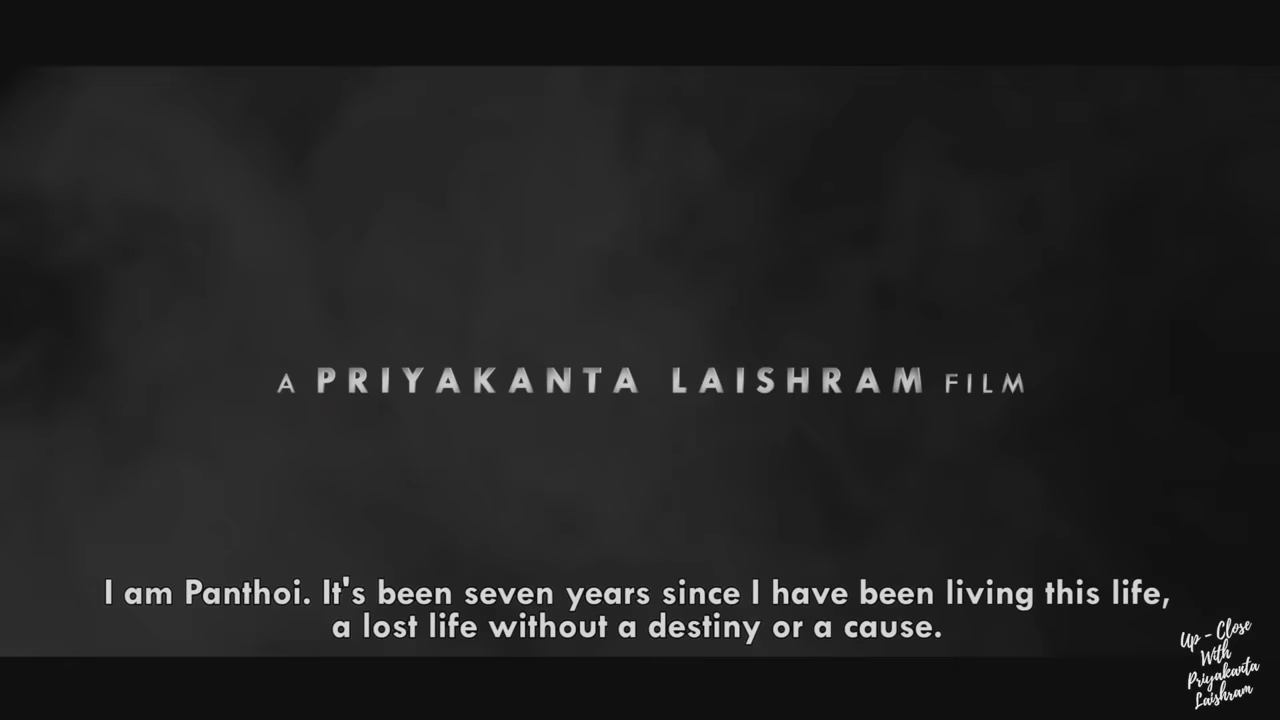 A PRIYAKANTA LAISHRAM FILM
I am Panthoi. It's been seven years since I have been living this life,
a lost life without a destiny or a cause.
Up - Close
With
Priyakanta
Laishram